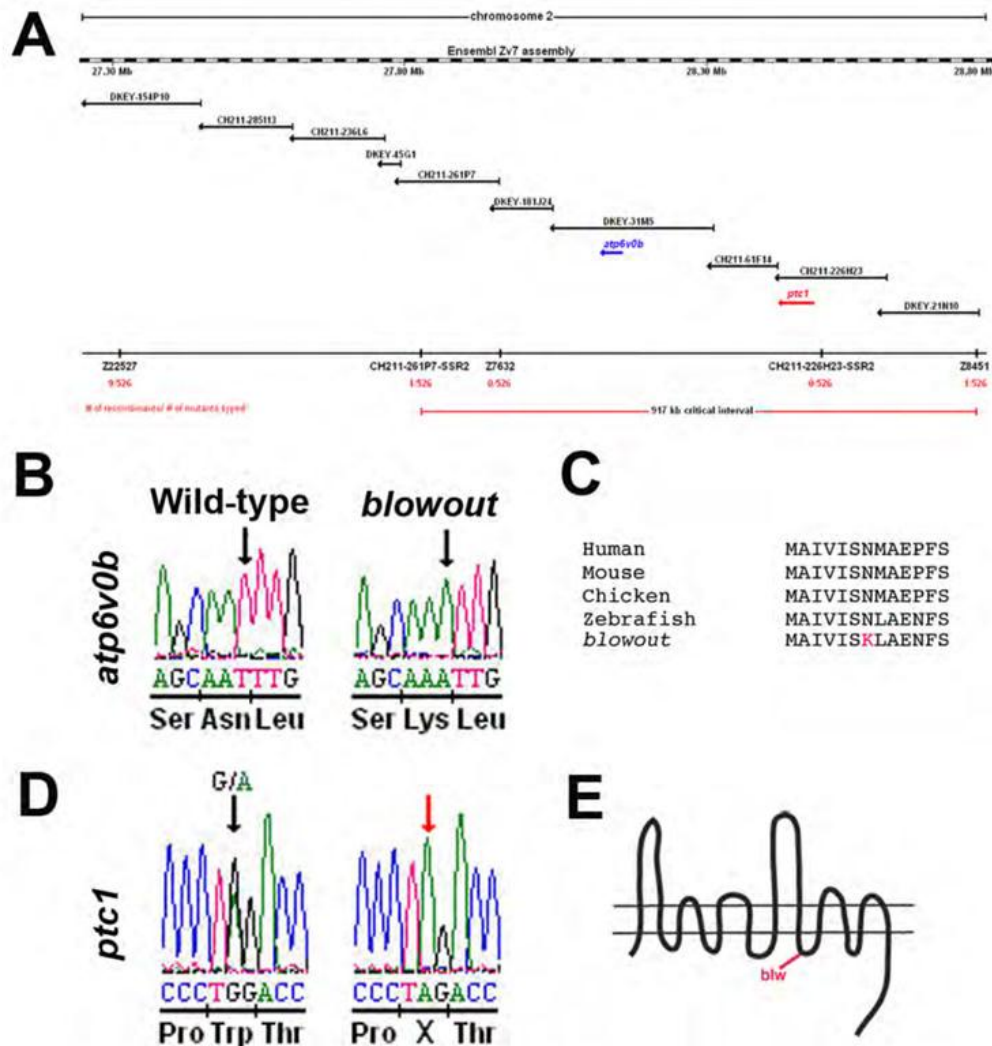 A
chromosome 2
Ensembl Zv7 assembly
27.30 Mb 27.80 Mb 28.30 Mb 28.80 Mb
DKEY-154P10
CH211-285I13
CH211-236L6
DKEY-45G1
CH211-261P7
DKEY-181J24
DKEY-31M5
atp6v0b
CH211-61F14
CH211-226H23
ptc1
DKEY-21N10
Z22527 CH211-261P7-SSR2 Z7632 CH211-226H23-SSR2 Z8451
9/526 1/526 0/526 0/526 1/526
# of recombinants/ # of mutants typed
917 kb critical interval
B
Wild-type blowout
atp6v0b
AGCAATTTG AGCAAATTG
Ser Asn Leu Ser Lys Leu
C
Human MAIVISNMAEPFS
Mouse MAIVISNMAEPFS
Chicken MAIVISNMAEPFS
Zebrafish MAIVISNLAENFS
blowout MAIVISKLAENFS
D
G/A
ptc1
CCCTGGACC CCCTAGACC
Pro Trp Thr Pro X Thr
E
blw